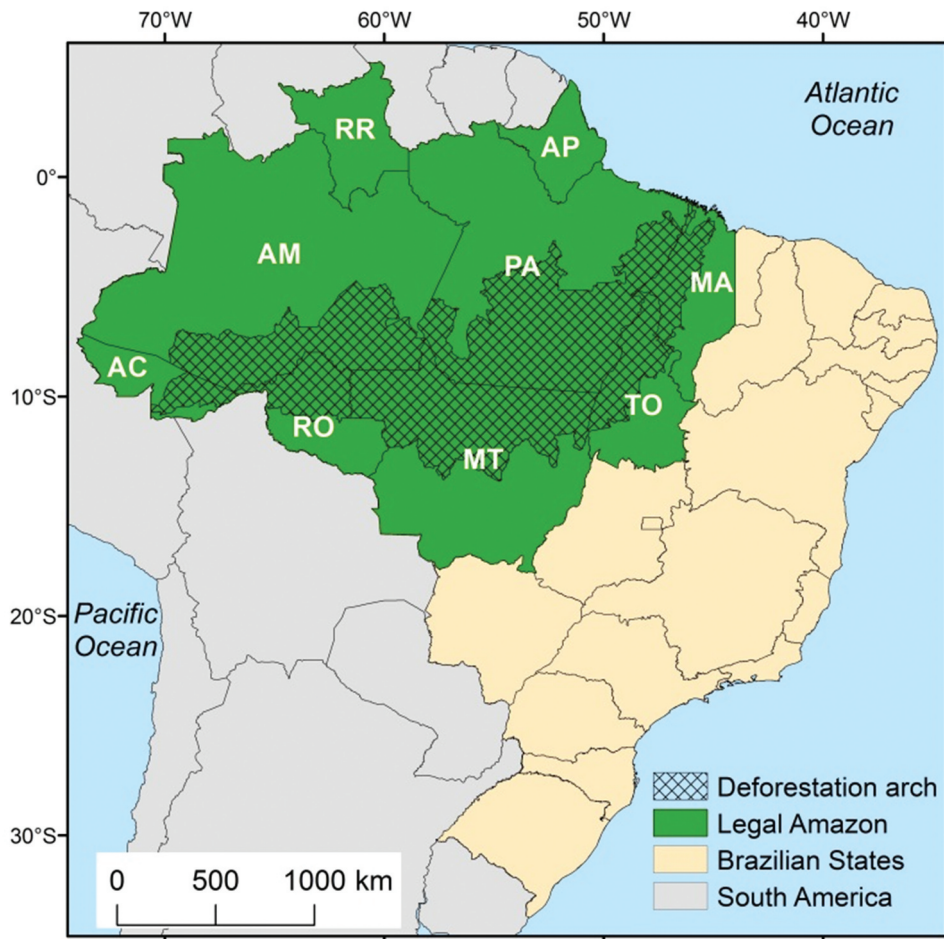 70°W 60°W 50°W 40°W
Atlantic
Ocean
RR
AP
0°
AM
PA
MA
AC
10°S
TO
RO
MT
20°S
Pacific
Ocean
Deforestation arch
Legal Amazon
30°S
Brazilian States
0 500 1000 km
South America